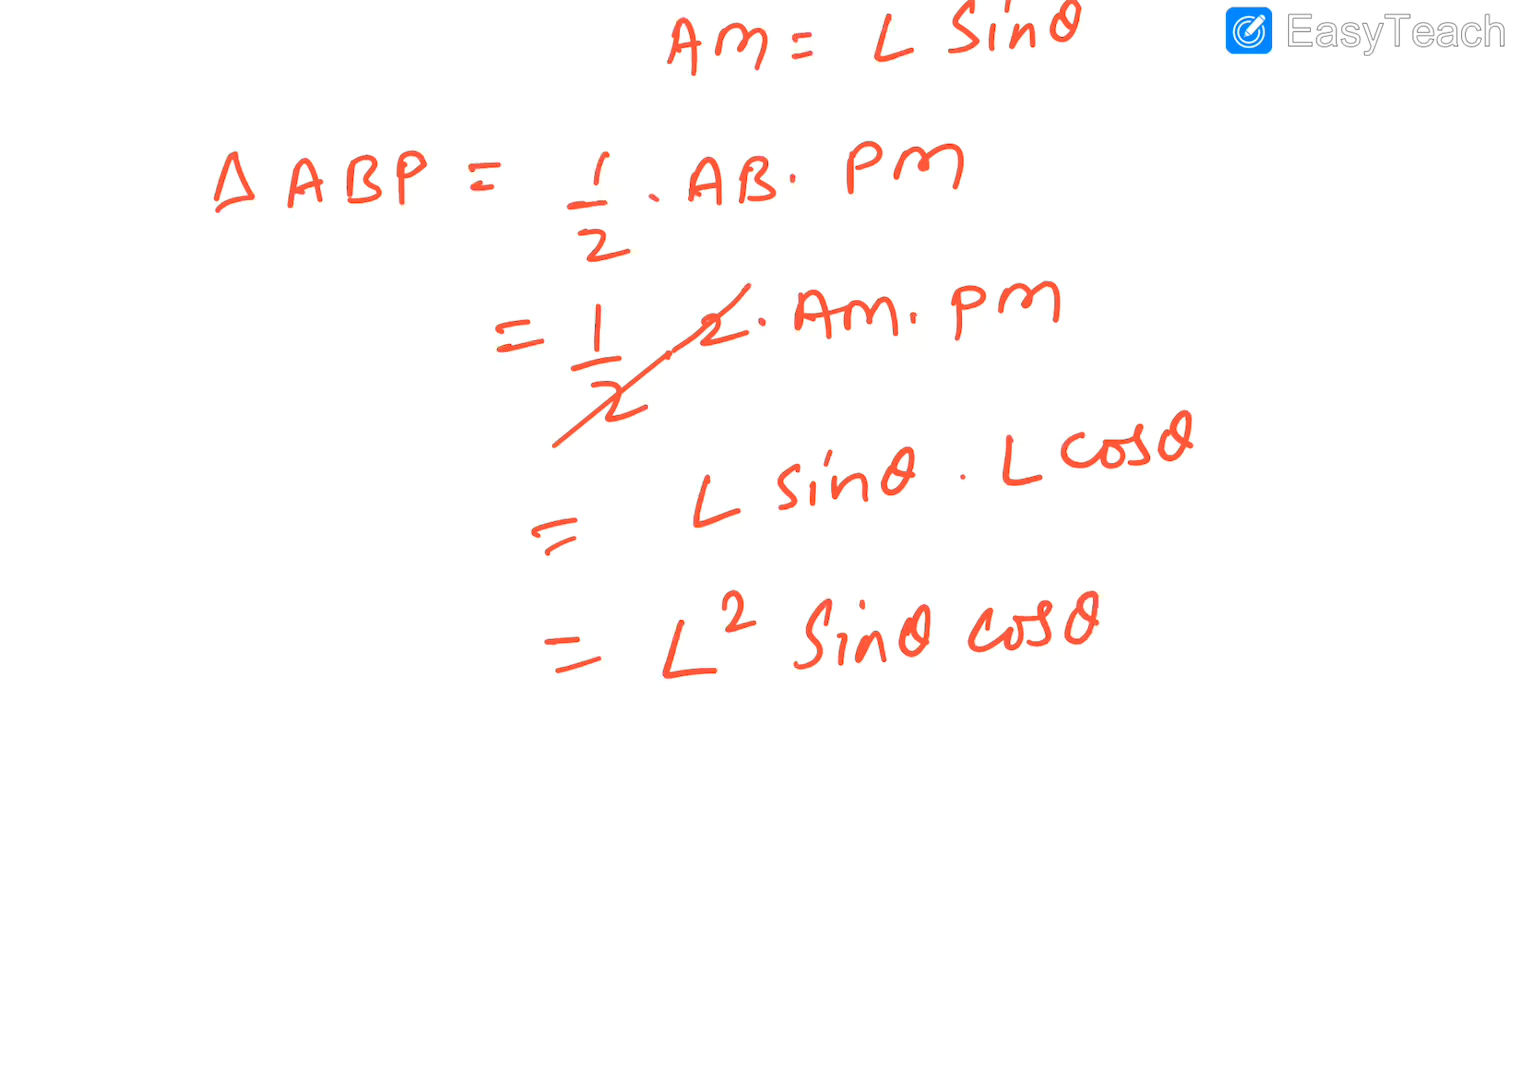 AM = L Sinθ
EasyTeach
Δ ABP = 1/2 . AB . PM
= 1/2 . 2 . AM . PM
= L sinθ . L cosθ
= L² Sinθ cosθ